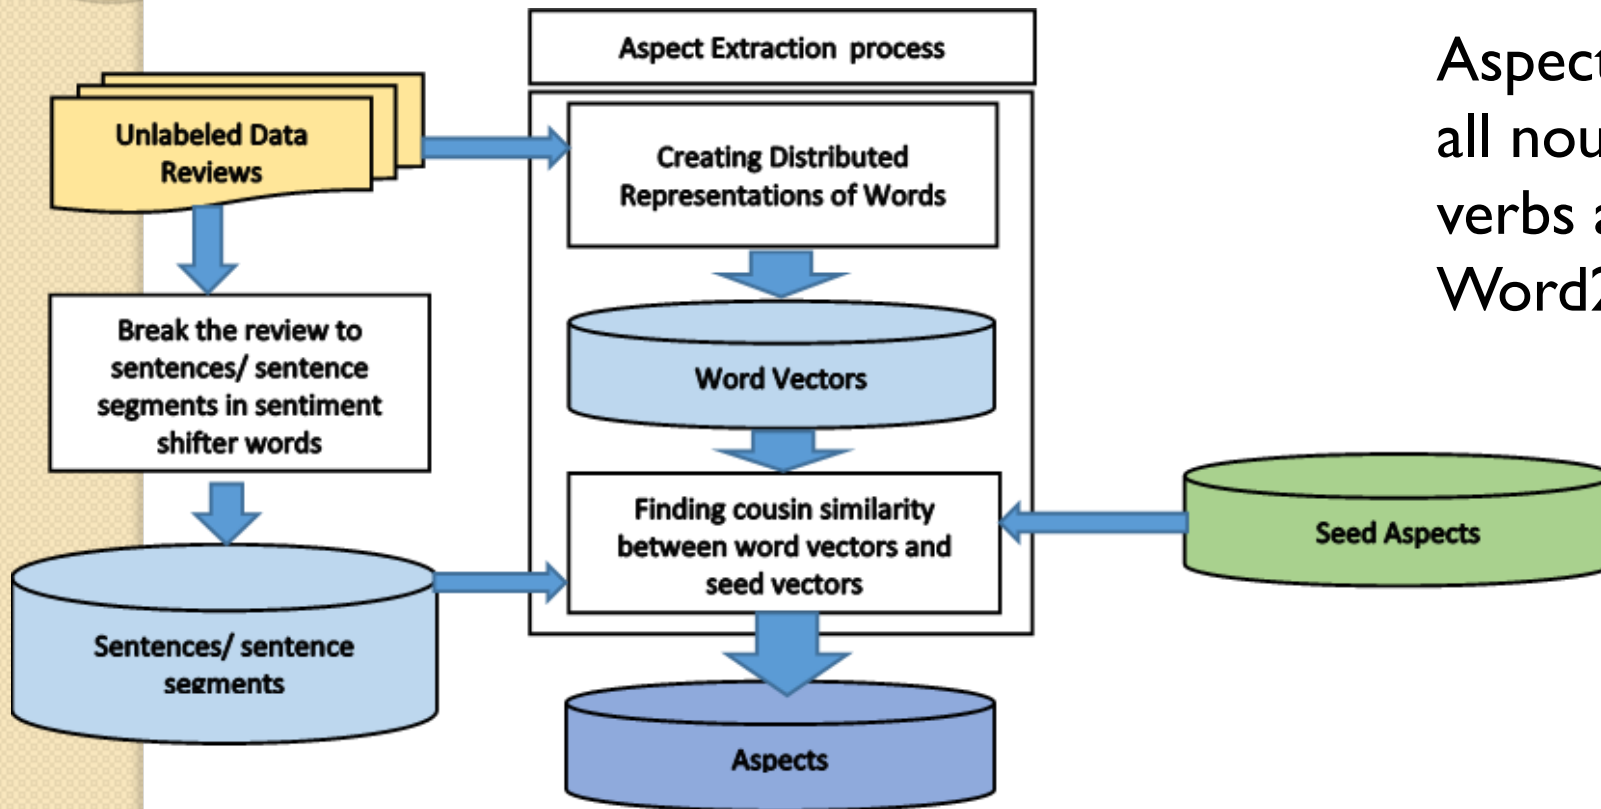 Aspect Extraction process
Unlabeled Data
Reviews
Creating Distributed
Representations of Words
Break the review to
sentences/ sentence
segments in sentiment
shifter words
Word Vectors
Finding cousin similarity
between word vectors and
seed vectors
Seed Aspects
Sentences/ sentence
segments
Aspects
Aspect
all nou
verbs a
Word2